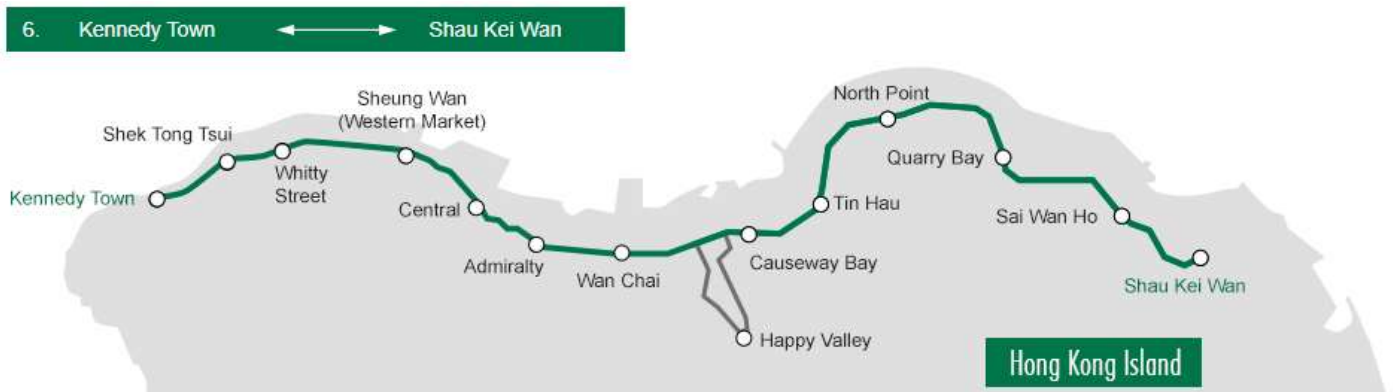 6. Kennedy Town Shau Kei Wan
Sheung Wan
(Western Market)
Shek Tong Tsui
Whitty
Street
Kennedy Town
Central
Admiralty
Wan Chai
Causeway Bay
Happy Valley
Tin Hau
North Point
Quarry Bay
Sai Wan Ho
Shau Kei Wan
Hong Kong Island